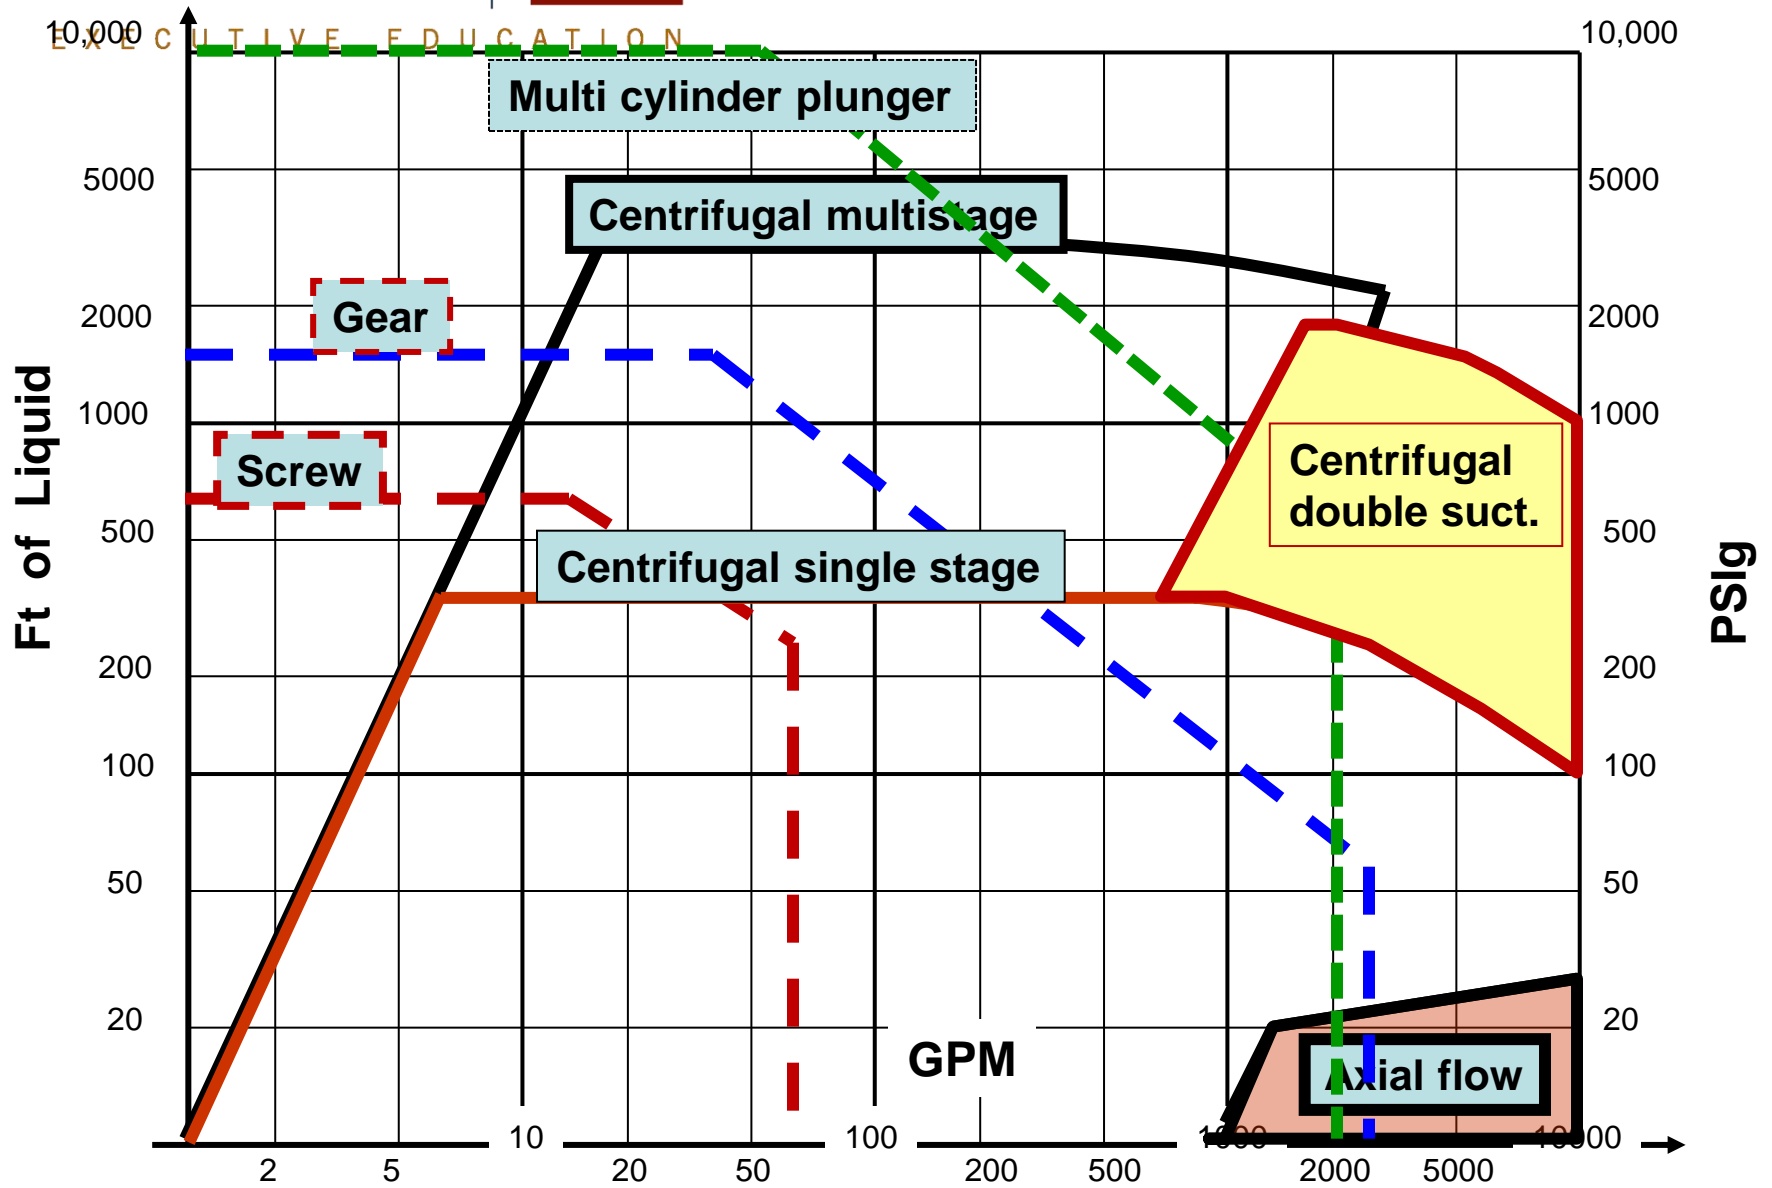 EXECUTIVE EDUCATION
10,000
10,000
Multi cylinder plunger
5000
5000
Centrifugal multistage
Gear
2000
2000
1000
1000
Screw
Centrifugal
double suct.
500
500
Centrifugal single stage
Ft of Liquid
PSIg
200
200
100
100
50
50
20
20
GPM
Axial flow
10
100
1000
10000
2
5
20
50
200
500
2000
5000